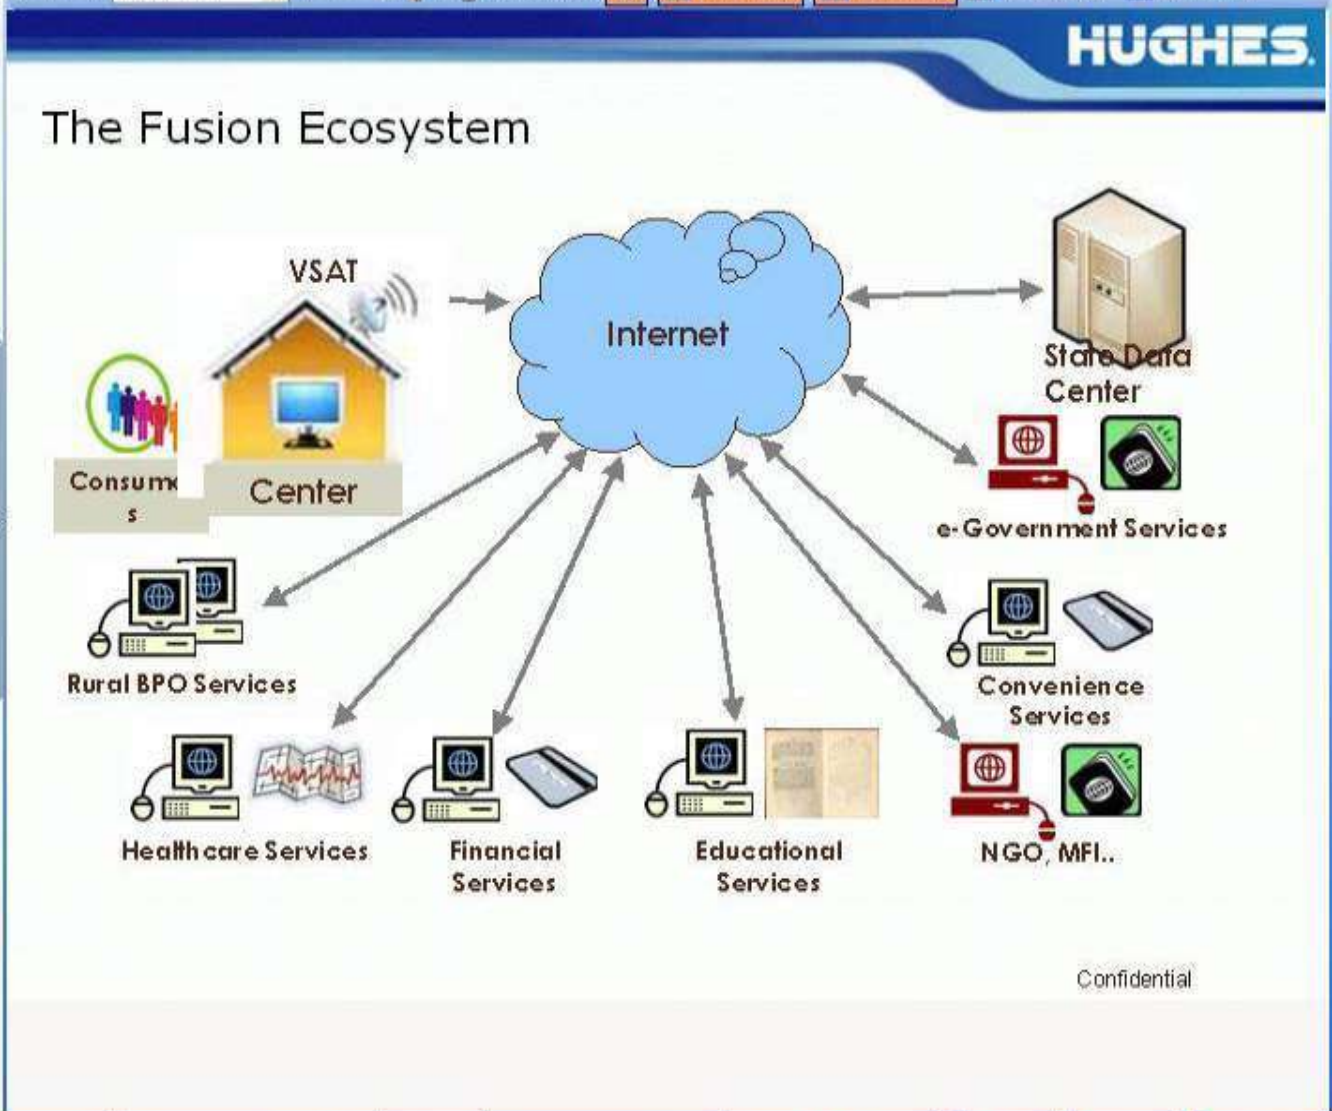 HUGHES.
The Fusion Ecosystem
VSAT
Internet
State Data
Center
Consume
s
Center
e-Government Services
Rural BPO Services
Convenience
Services
Healthcare Services
Financial
Services
Educational
Services
NGO, MFI..
Confidential